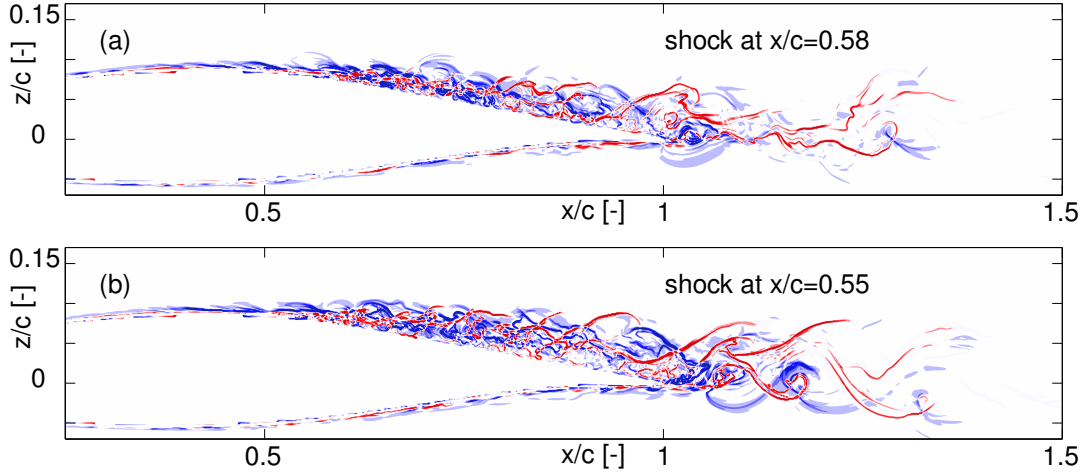 0.15
(a)
shock at x/c=0.58
z/c [-]
0
0.5
x/c [-]
1
1.5
0.15
(b)
shock at x/c=0.55
z/c [-]
0
0.5
x/c [-]
1
1.5